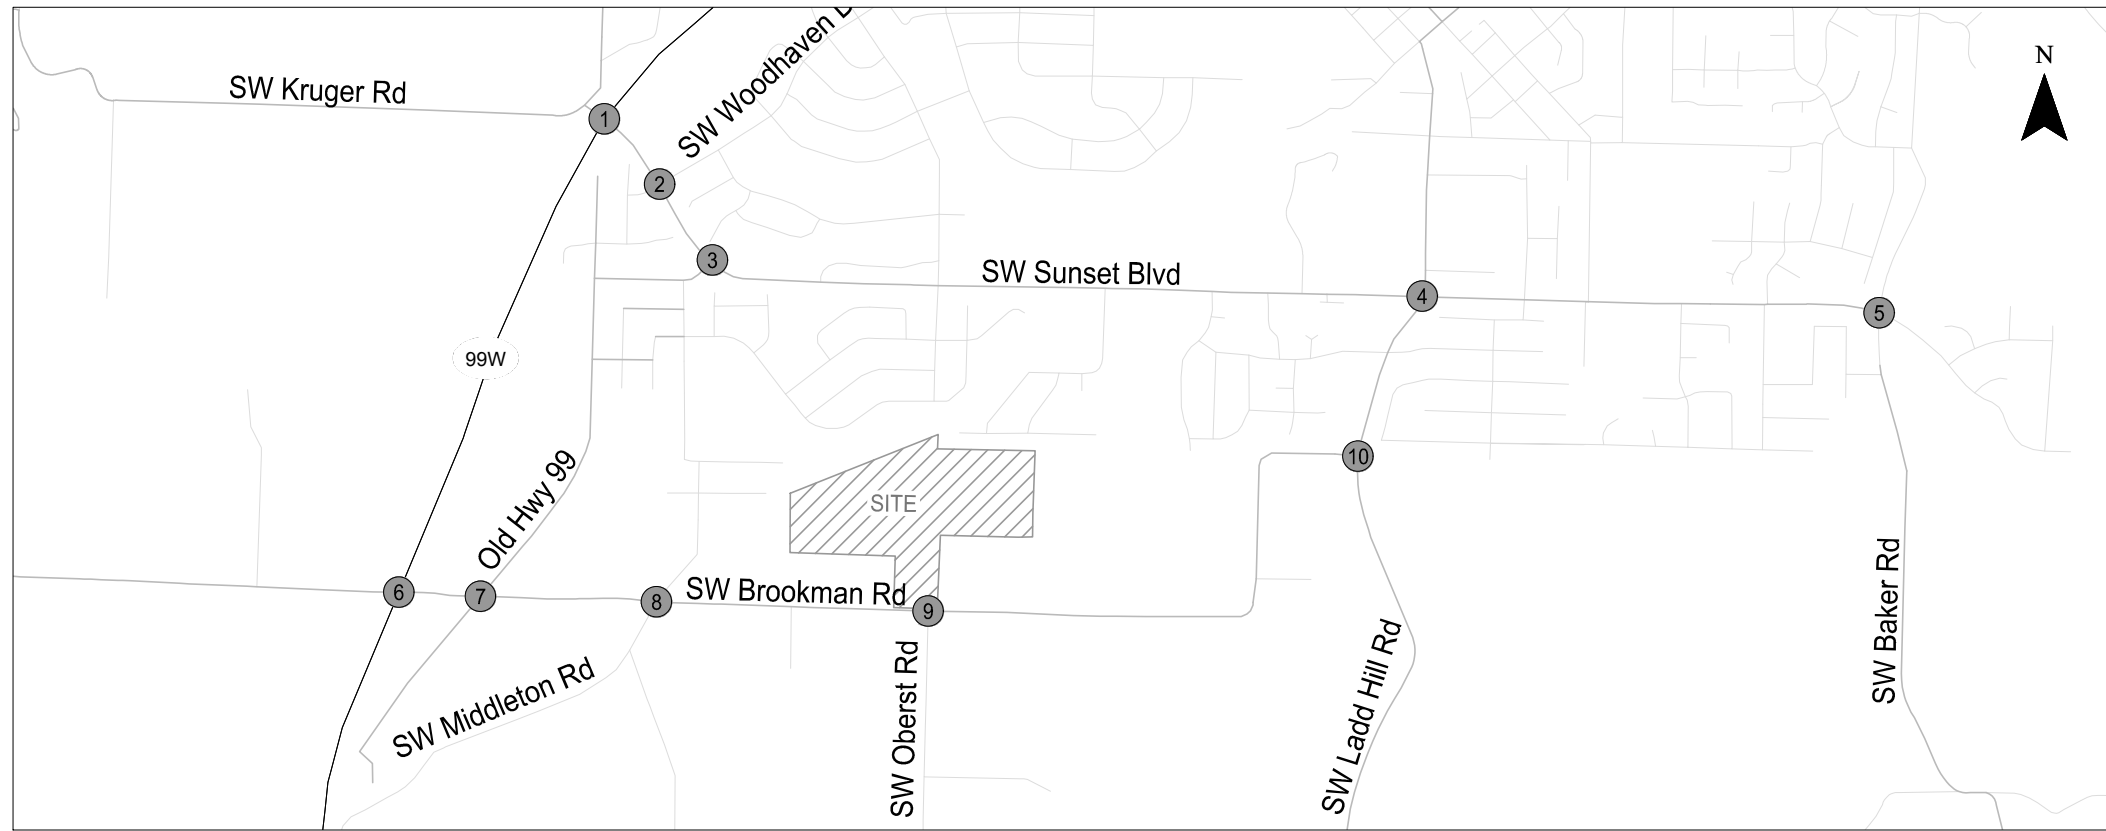 SW Kruger Rd
SW Woodhaven D
N
1
2
3
SW Sunset Blvd
4
5
99W
Old Hwy 99
10
SITE
6
7
8
SW Brookman Rd
9
SW Middleton Rd
SW Oberst Rd
SW Ladd Hill Rd
SW Baker Rd